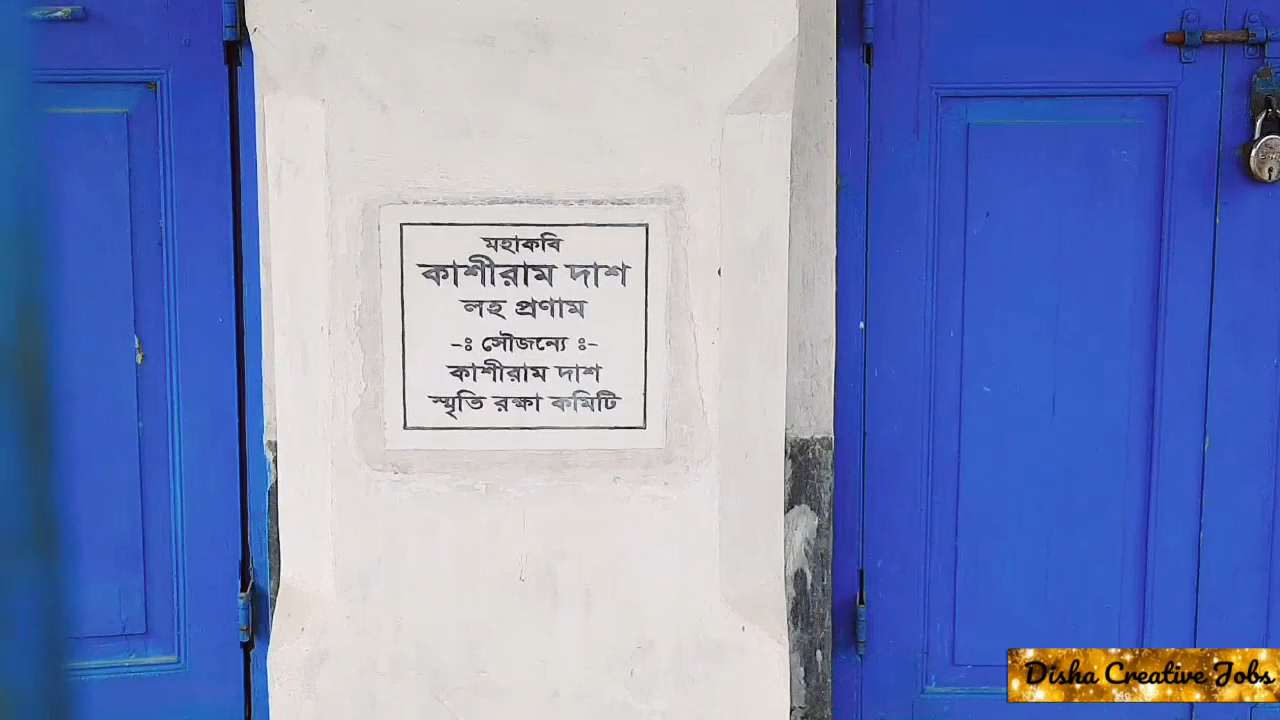 মহাকবি
কাশীরাম দাশ
লহ প্রণাম
-ঃ সৌজন্যে ঃ-
কাশীরাম দাশ
স্মৃতি রক্ষা কমিটি
Disha Creative Jobs